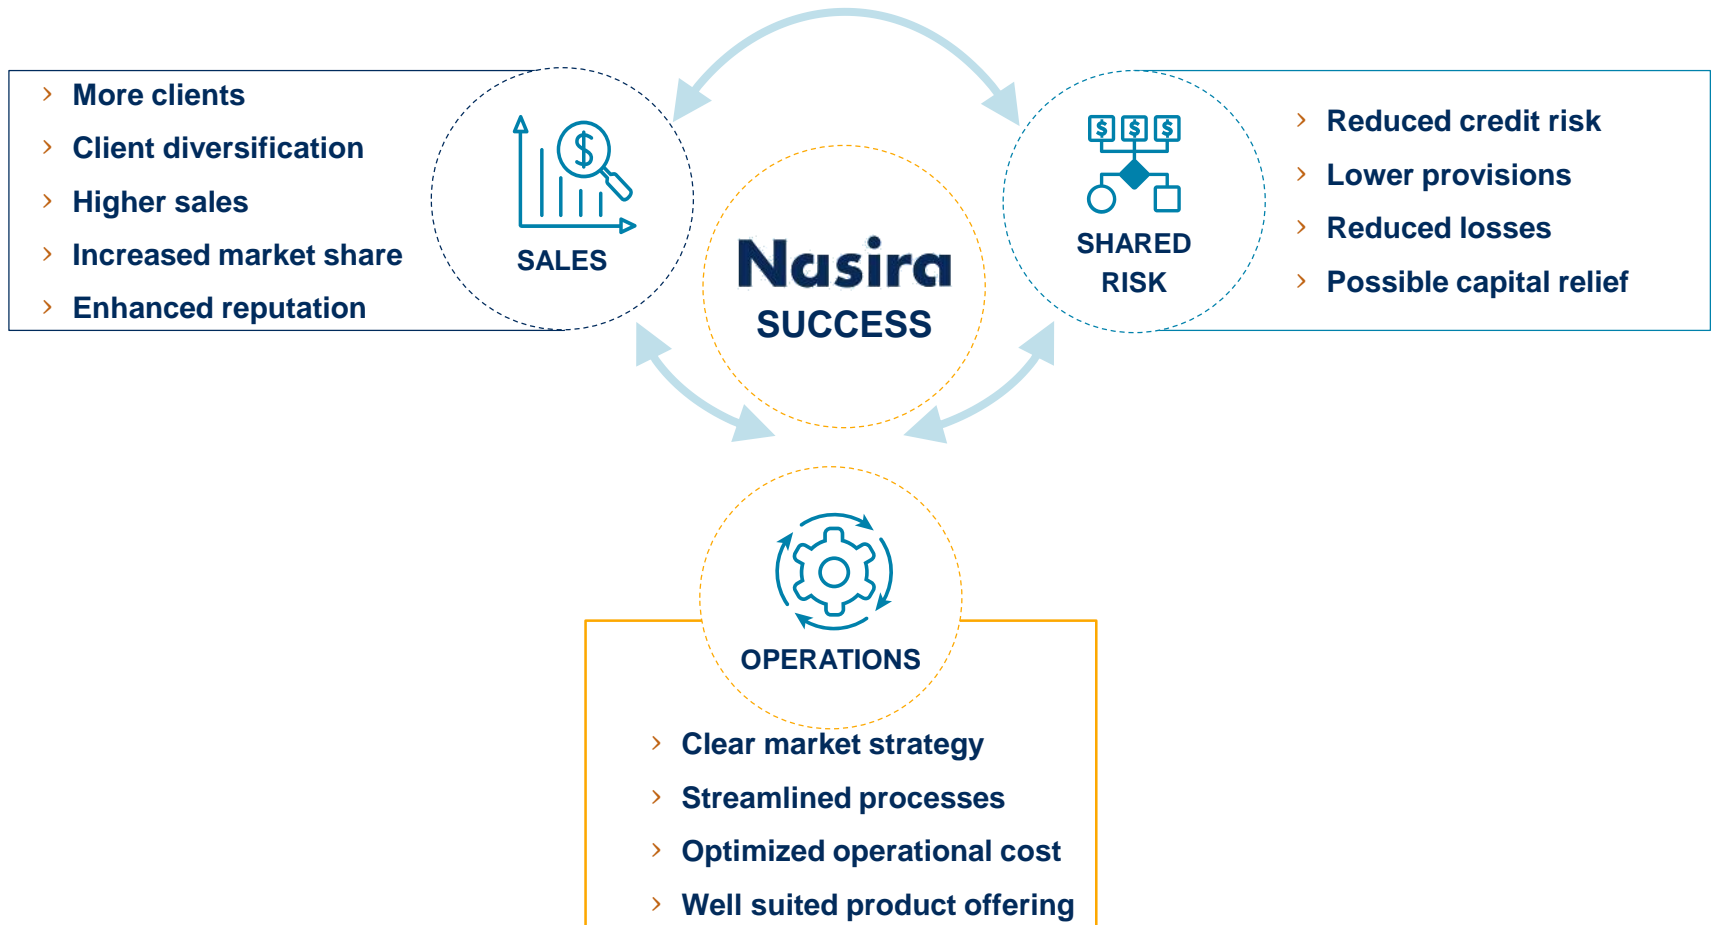 More clients
Client diversification
Higher sales
Increased market share
Enhanced reputation
SALES
Nasira
SUCCESS
$ $ $
$
SHARED
RISK
Reduced credit risk
Lower provisions
Reduced losses
Possible capital relief
OPERATIONS
Clear market strategy
Streamlined processes
Optimized operational cost
Well suited product offering